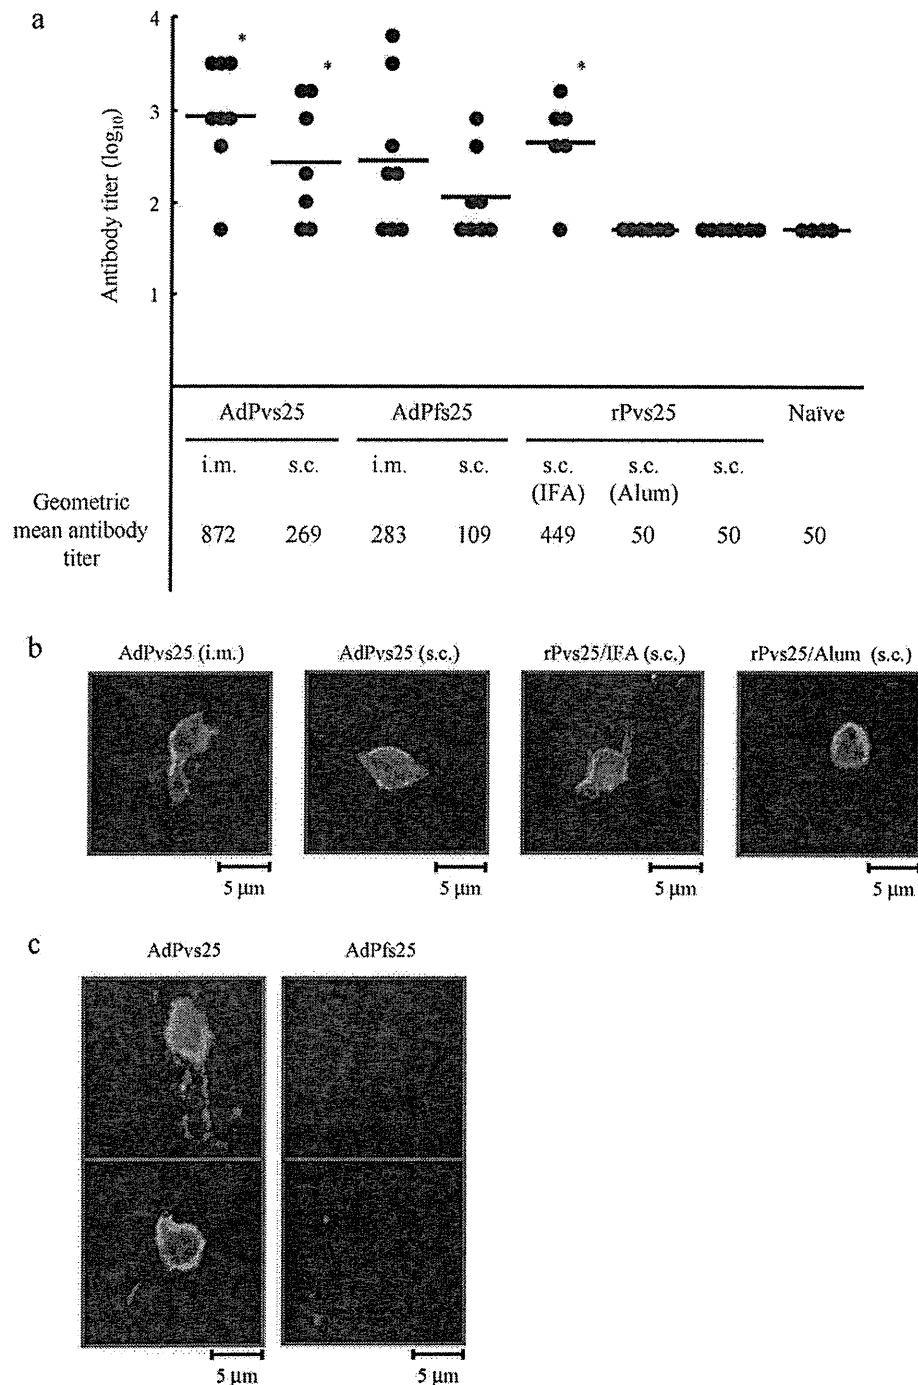 a
4
3
2
1
Antibody titer (log10)
*
*
*
AdPvs25 AdPfs25 rPvs25 Naïve
i.m. s.c. i.m. s.c. s.c. s.c. s.c.
(IFA) (Alum)
Geometric
mean antibody
titer
872 269 283 109 449 50 50 50
b
AdPvs25 (i.m.) AdPvs25 (s.c.) rPvs25/IFA (s.c.) rPvs25/Alum (s.c.)
5 µm 5 µm 5 µm 5 µm
c
AdPvs25 AdPfs25
5 µm 5 µm